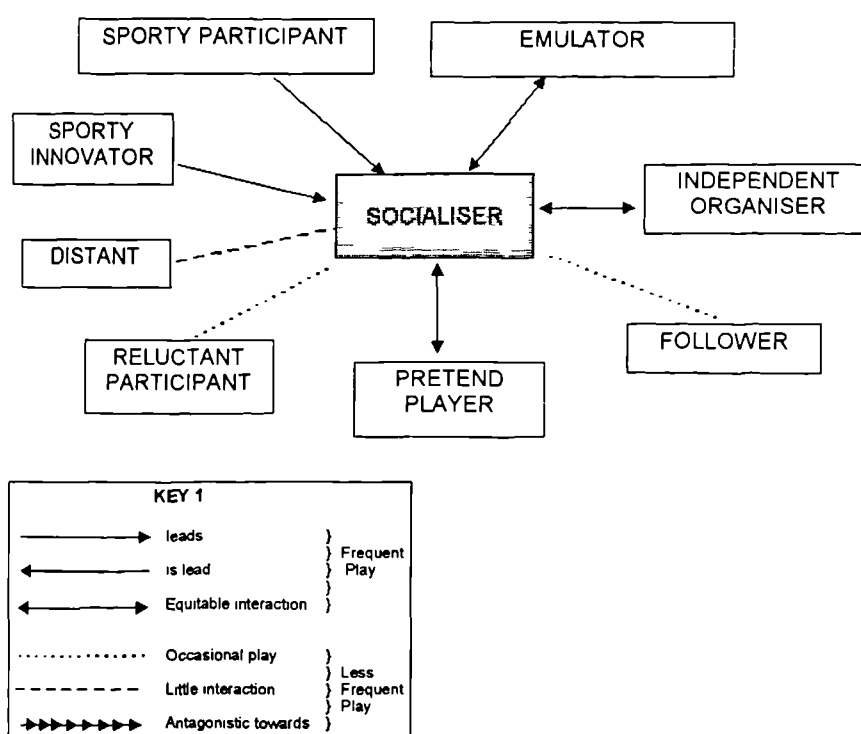 SPORTY PARTICIPANT
EMULATOR
SPORTY
INNOVATOR
SOCIALISER
INDEPENDENT
ORGANISER
DISTANT
RELUCTANT
PARTICIPANT
PRETEND
PLAYER
FOLLOWER
KEY 1
leads }
} Frequent
is lead } Play
}
Equitable interaction }
Occasional play }
} Less
Little interaction } Frequent
} Play
Antagonistic towards }